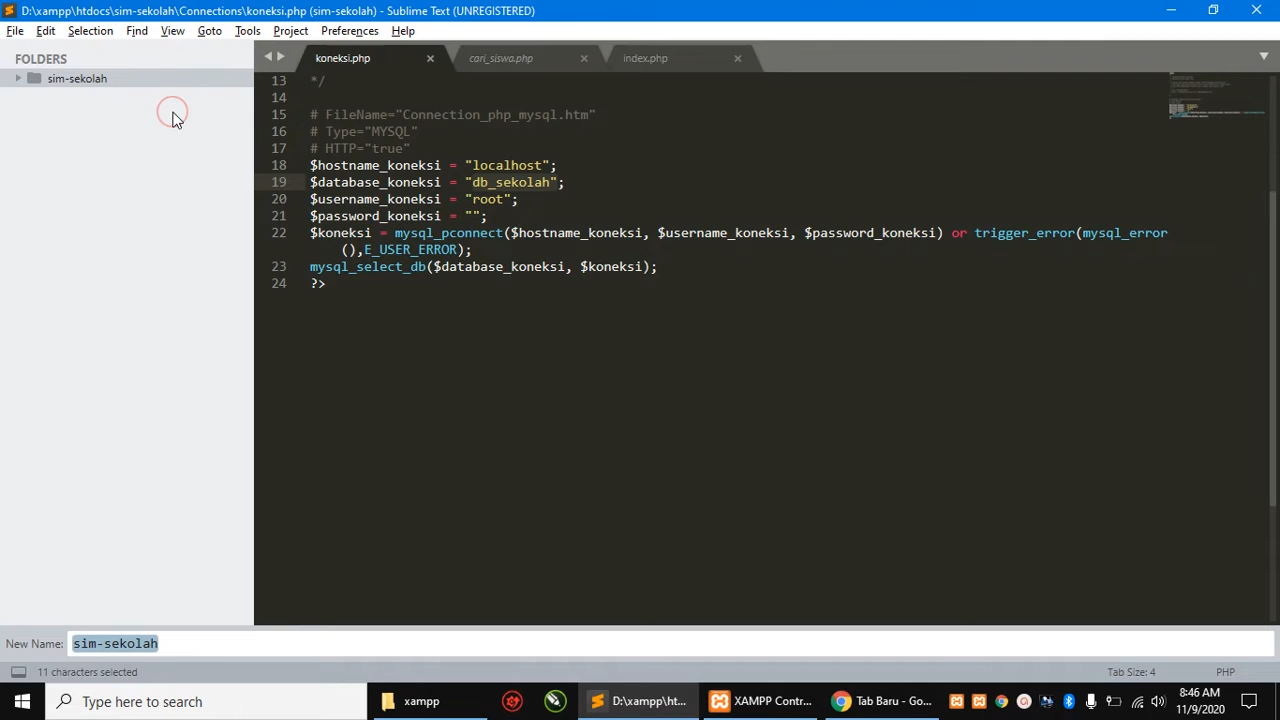 D:\xampp\htdocs\sim-sekolah\Connections\koneksi.php (sim-sekolah) - Sublime Text (UNREGISTERED)
File Edit Selection Find View Goto Tools Project Preferences Help
FOLDERS
sim-sekolah
koneksi.php cari_siswa.php index.php
13 */
14
15 # FileName="Connection_php_mysql.htm"
16 # Type="MYSQL"
17 # HTTP="true"
18 $hostname_koneksi = "localhost";
19 $database_koneksi = "db_sekolah";
20 $username_koneksi = "root";
21 $password_koneksi = "";
22 $koneksi = mysql_pconnect($hostname_koneksi, $username_koneksi, $password_koneksi) or trigger_error(mysql_error
(),E_USER_ERROR);
23 mysql_select_db($database_koneksi, $koneksi);
24 ?>
New Name: sim-sekolah
11 characters selected Tab Size: 4 PHP
Type here to search xampp D:\xampp\ht... XAMPP Contr... Tab Baru - Go... 8:46 AM
11/9/2020